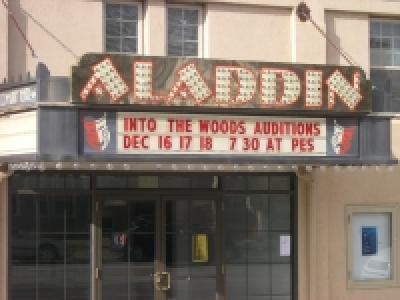 ALADDIN
INTO THE WOODS AUDITIONS
DEC 16 17 18 7 30 AT PES